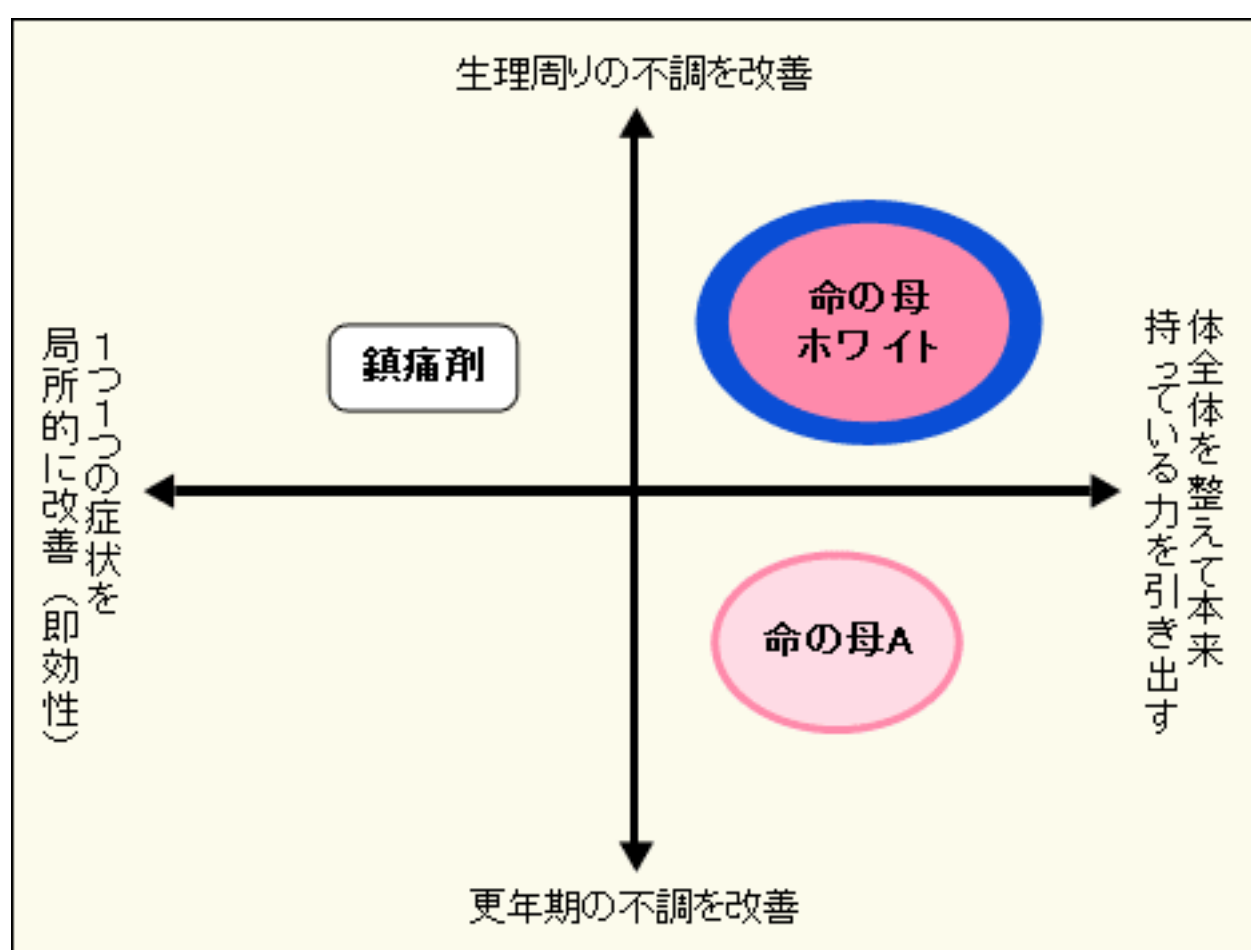 生理周りの不調を改善
命の母
ホワイト
鎮痛剤
1つ1つの症状を
局所的に改善（即効性）
体全体を整えて本来
持っている力を引き出す
命の母A
更年期の不調を改善